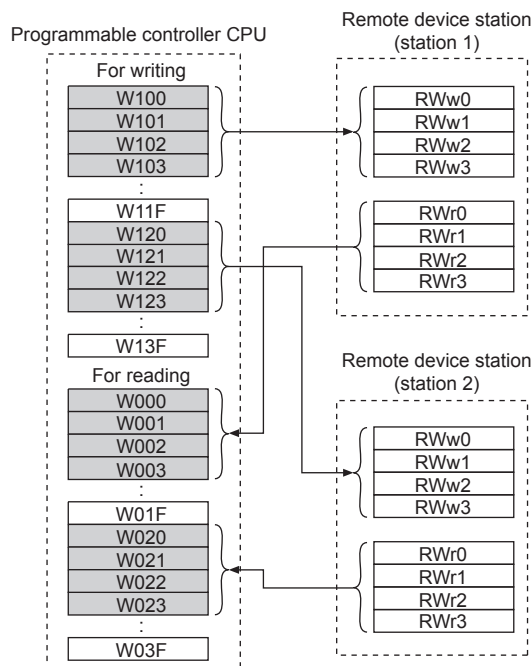 Programmable controller CPU
For writing
W100
W101
W102
W103
:
W11F
W120
W121
W122
W123
:
W13F
For reading
W000
W001
W002
W003
:
W01F
W020
W021
W022
W023
:
W03F
Remote device station
(station 1)
RWw0
RWw1
RWw2
RWw3
RWr0
RWr1
RWr2
RWr3
Remote device station
(station 2)
RWw0
RWw1
RWw2
RWw3
RWr0
RWr1
RWr2
RWr3